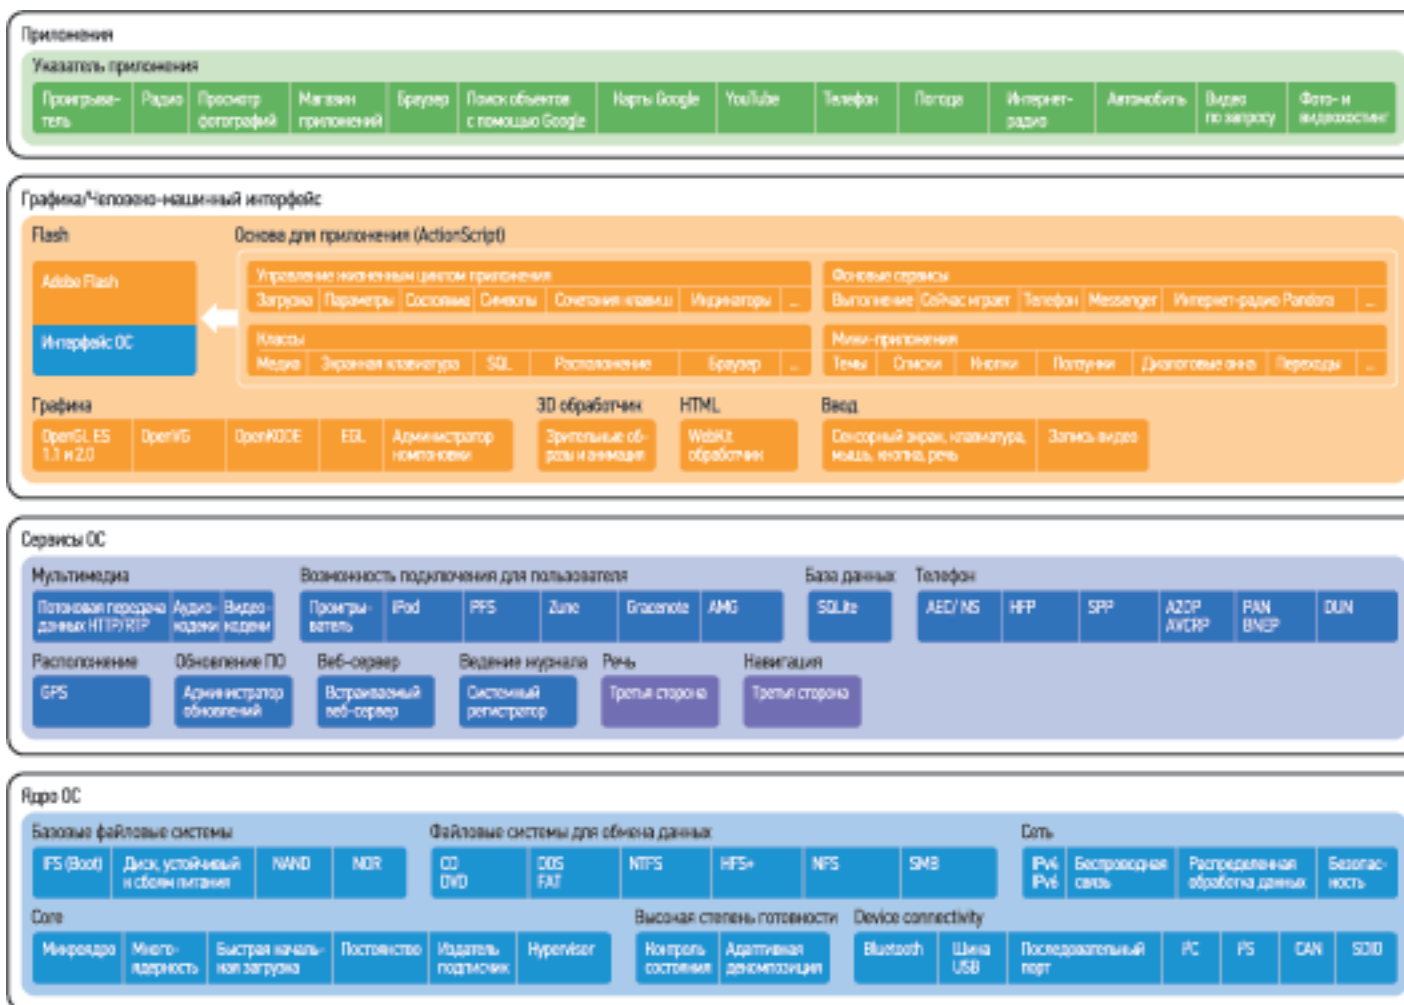 Приложения
Указатель приложения
Проигрыва-
тель
Радио
Просмотр
фотографий
Магазин
приложений
Браузер
Поиск объектов
с помощью Google
Карты Google
YouTube
Телефон
Погода
Интернет-
радио
Автомобиль
Видео
по запросу
Фото- и
видеохостинг
Графика/Человеко-машинный интерфейс
Flash
Основа для приложения (ActionScript)
Adobe Flash
Интерфейс ОС
Управление жизненным циклом приложения
Загрузка
Параметры
Состояние
Символы
Сочетания клавиш
Индикаторы
...
Фоновые сервисы
Выполнение
Сейчас играет
Телефон
Messenger
Интернет-радио Pandora
...
Классы
Медиа
Экранная клавиатура
SQL
Расположение
Браузер
...
Мини-приложения
Темы
Списки
Кнопки
Ползунки
Диалоговые окна
Переходы
...
Графика
OpenGL ES
1.1 и 2.0
OpenVG
OpenKODE
EGL
Администратор
компоновки
3D обработчик
Зрительные об-
разы и анимация
HTML
WebKit
обработчик
Ввод
Сенсорный экран, клавиатура,
мышь, кнопка, речь
Запись видео
Сервисы ОС
Мультимедиа
Потоковая передача
данных HTTP/RTP
Аудио-
кодеки
Видео-
кодеки
Возможность подключения для пользователя
Проигры-
ватель
iPod
PFS
Zune
Gracenote
AMG
База данных
SQLite
Телефон
AEC/ NS
HFP
SPP
A2DP
AVCRP
PAN
BNEP
DUN
Расположение
GPS
Обновление ПО
Администратор
обновлений
Веб-сервер
Встраиваемый
веб-сервер
Ведение журнала
Системный
регистратор
Речь
Третья сторона
Навигация
Третья сторона
Ядро ОС
Базовые файловые системы
IFS (Boot)
Диск, устойчивый
к сбоям питания
NAND
NOR
Файловые системы для обмена данных
CD
DVD
DOS
FAT
NTFS
HFS+
NFS
SMB
Сеть
IPv4
IPv6
Беспроводная
связь
Распределенная
обработка данных
Безопас-
ность
Core
Микроядро
Много-
ядерность
Быстрая началь-
ная загрузка
Постоянство
Издатель
подписчик
Hypervisor
Высокая степень готовности
Контроль
состояния
Адаптивная
декомпозиция
Device connectivity
Bluetooth
Шина
USB
Последовательный
порт
I²C
I²S
CAN
SDIO